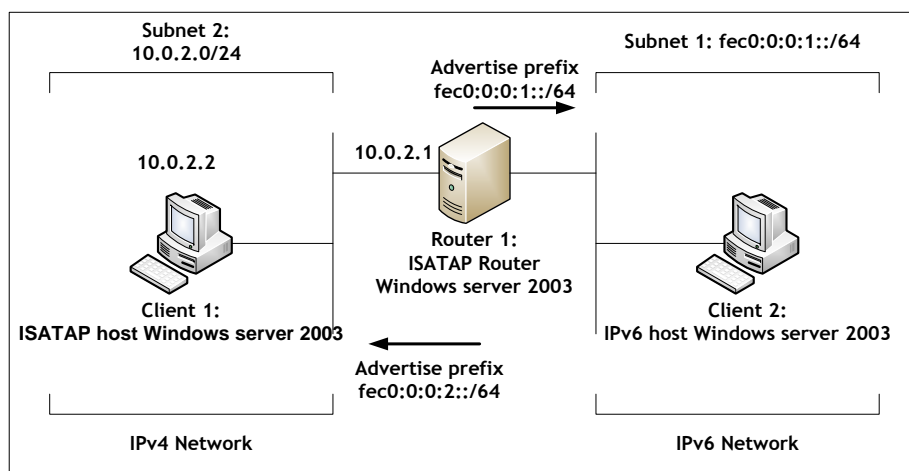 Subnet 2:
10.0.2.0/24
Subnet 1: fec0:0:0:1::/64
Advertise prefix
fec0:0:0:1::/64
10.0.2.2
10.0.2.1
Router 1:
ISATAP Router
Windows server 2003
Client 1:
ISATAP host Windows server 2003
Client 2:
IPv6 host Windows server 2003
Advertise prefix
fec0:0:0:2::/64
IPv4 Network
IPv6 Network